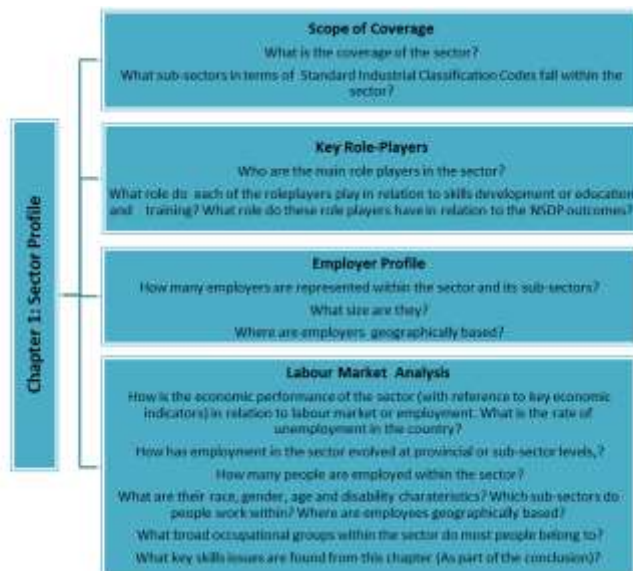 Chapter 1: Sector Profile
Scope of Coverage
What is the coverage of the sector?
What sub-sectors in terms of Standard Industrial Classification Codes fall within the
sector?
Key Role-Players
Who are the main role players in the sector?
What role do each of the roleplayers play in relation to skills development or education
and training? What role do these role players have in relation to the NSDP outcomes?
Employer Profile
How many employers are represented within the sector and its sub-sectors?
What size are they?
Where are employers geographically based?
Labour Market Analysis
How is the economic performance of the sector (with reference to key economic
indicators) in relation to labour market or employment. What is the rate of
unemployment in the country?
How has employment in the sector evolved at provincial or sub-sector levels,?
How many people are employed within the sector?
What are their race, gender, age and disability charateristics? Which sub-sectors do
people work within? Where are employees geographically based?
What broad occupational groups within the sector do most people belong to?
What key skills issues are found from this chapter (As part of the conclusion)?